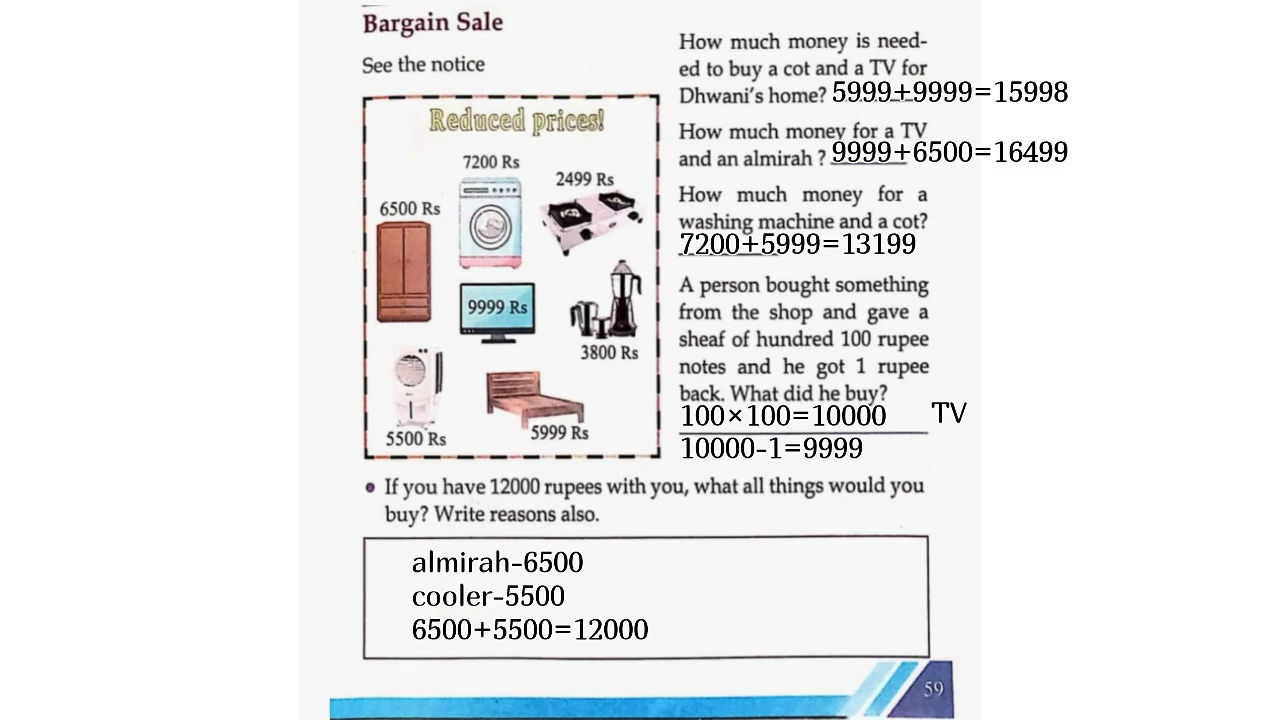 Bargain Sale
See the notice
Reduced prices!
7200 Rs
2499 Rs
6500 Rs
9999 Rs
3800 Rs
5500 Rs
5999 Rs
How much money is need-
ed to buy a cot and a TV for
Dhwani's home? 5999+9999=15998
How much money for a TV
and an almirah ? 9999+6500=16499
How much money for a
washing machine and a cot?
7200+5999=13199
A person bought something
from the shop and gave a
sheaf of hundred 100 rupee
notes and he got 1 rupee
back. What did he buy?
100×100=10000 TV
10000-1=9999
If you have 12000 rupees with you, what all things would you
buy? Write reasons also.
almirah-6500
cooler-5500
6500+5500=12000
59